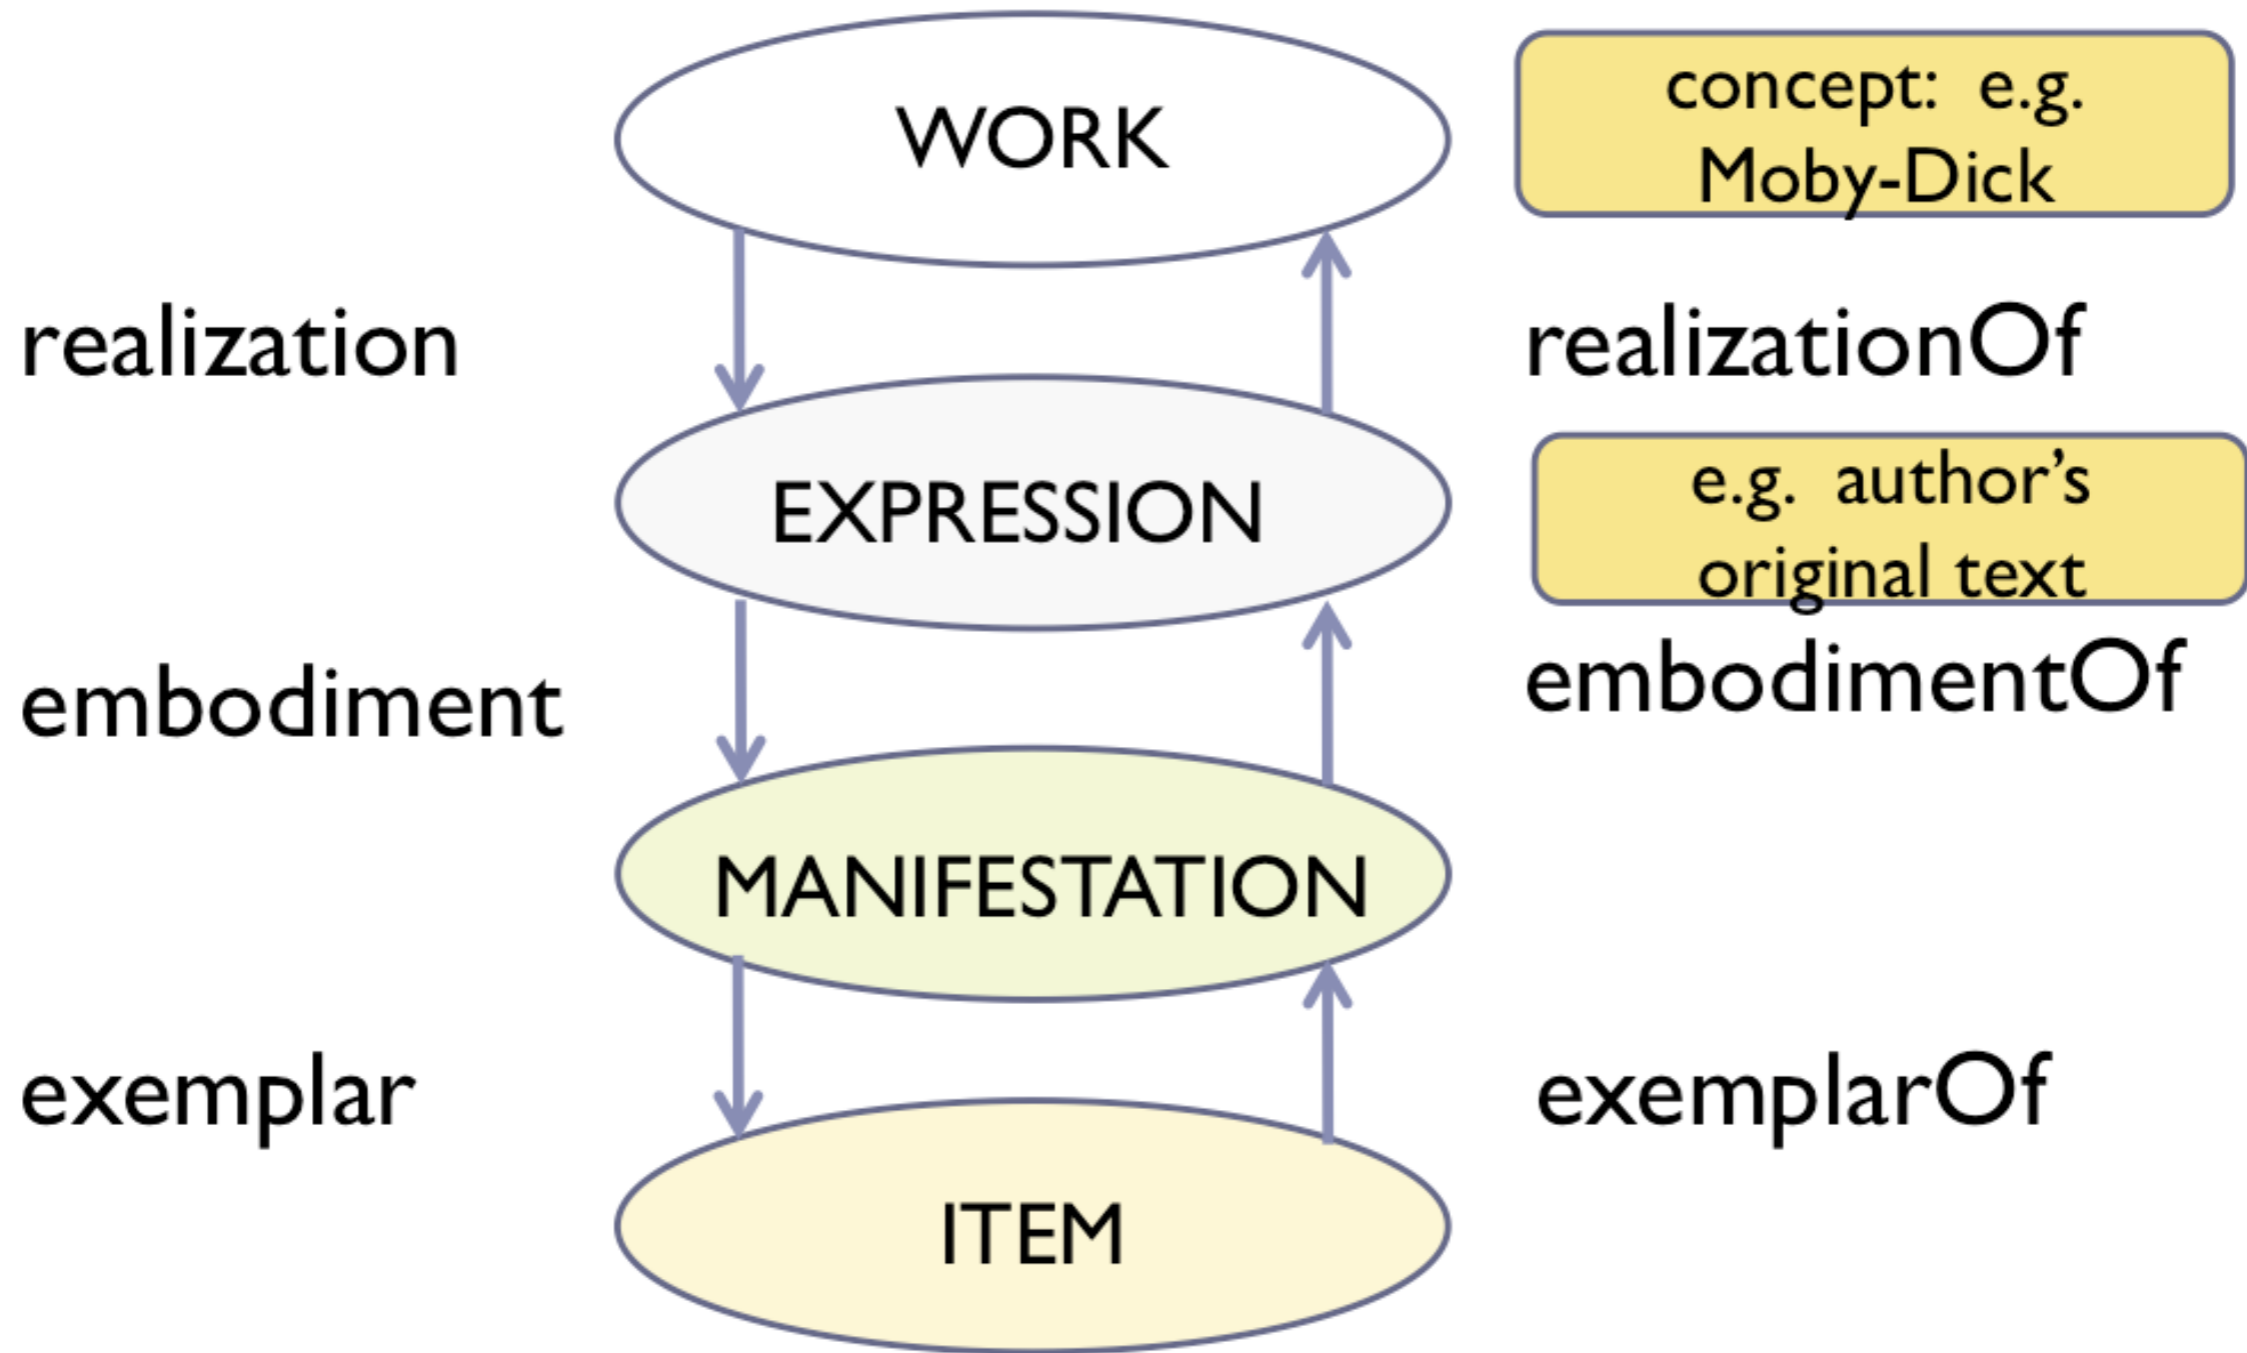 WORK
concept: e.g.
Moby-Dick
realization
realizationOf
EXPRESSION
e.g. author’s
original text
embodiment
embodimentOf
MANIFESTATION
exemplar
exemplarOf
ITEM